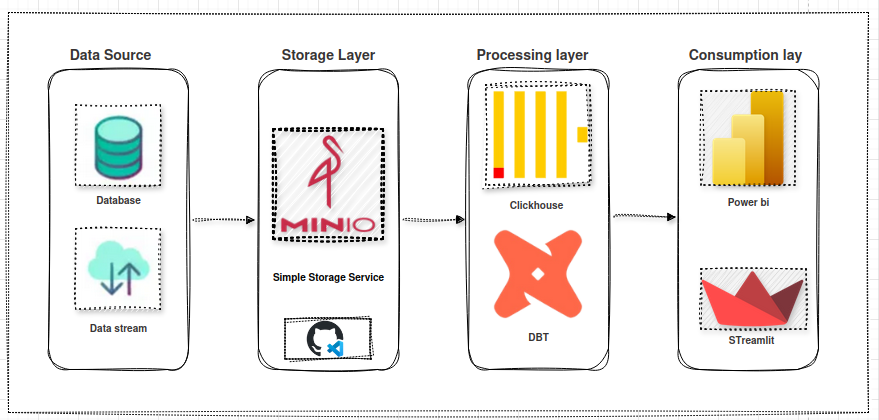 Data Source
Storage Layer
Processing layer
Consumption lay
Database
Data stream
MINIO
Simple Storage Service
Clickhouse
DBT
Power bi
STreamlit